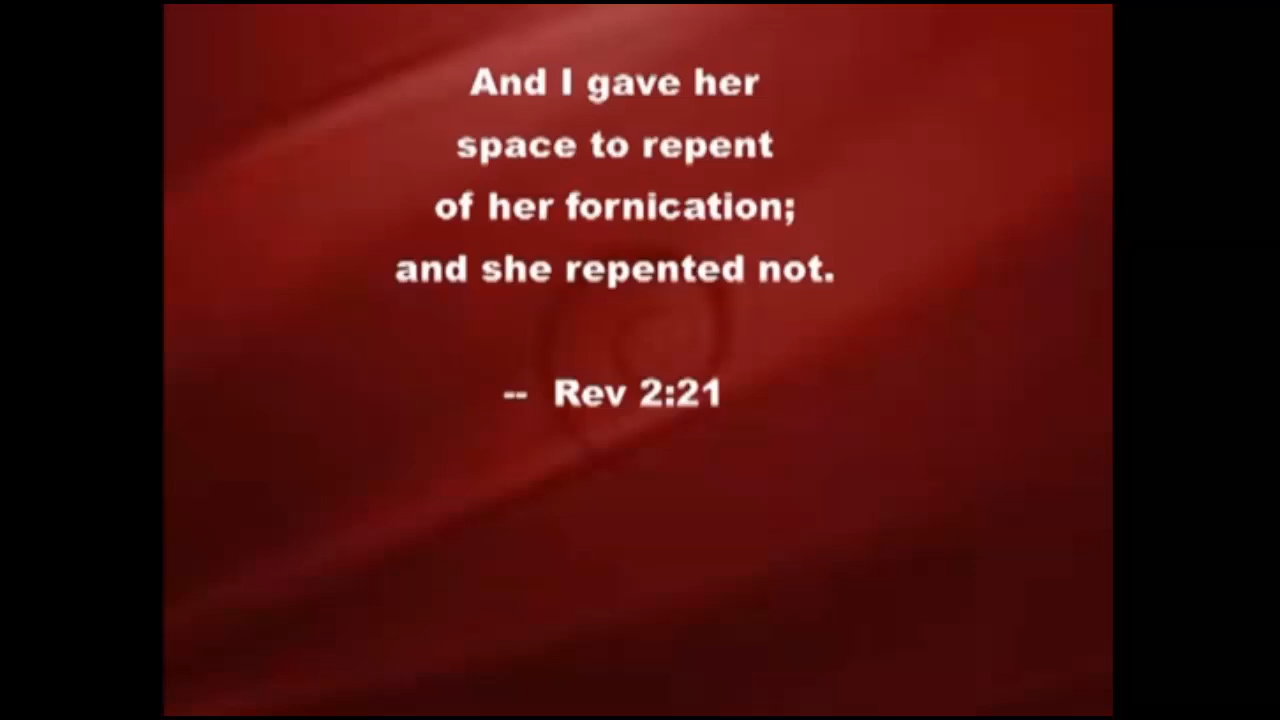 And I gave her
space to repent
of her fornication;
and she repented not.
-- Rev 2:21